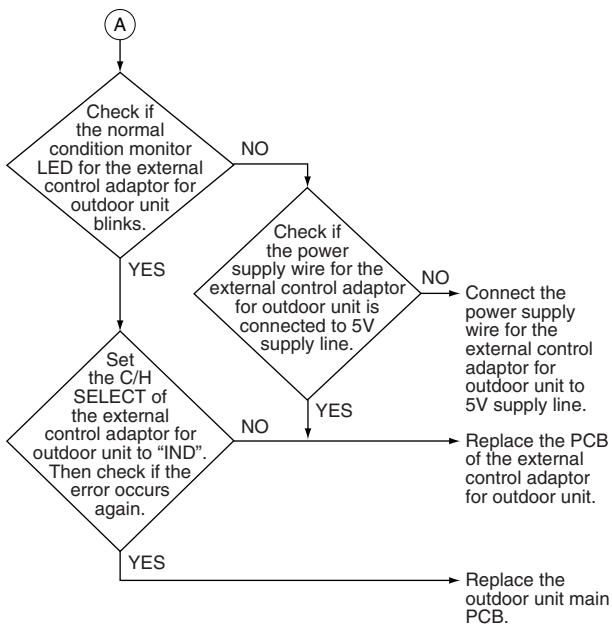 A
Check if
the normal
condition monitor
LED for the external
control adaptor for
outdoor unit
blinks.
NO
YES
Check if
the power
supply wire for the
external control adaptor
for outdoor unit is
connected to 5V
supply line.
NO
Connect the
power supply
wire for the
external control
adaptor for
outdoor unit to
5V supply line.
YES
Set
the C/H
SELECT of
the external
control adaptor for
outdoor unit to “IND”.
Then check if the
error occurs
again.
NO
Replace the PCB
of the external
control adaptor
for outdoor unit.
YES
Replace the
outdoor unit main
PCB.